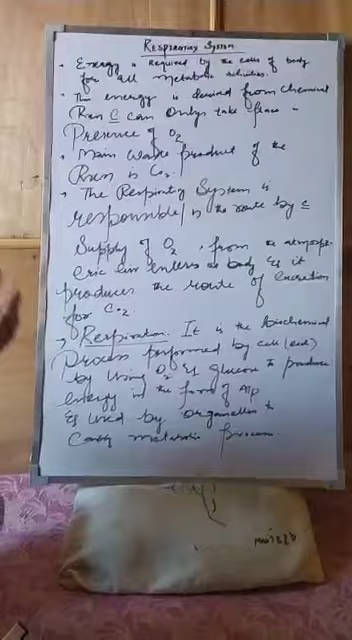 Respiratory System
• Energy is required by the cells of body
for all Metabolic activities.
• This energy is derived from chemical
Rxn c can only take place in
Presence of O2
• Main waste product of the
Rxn is CO2.
• The Respiratory System is
responsible / is the route by c
Supply of O2, from the atmosph-
eric air enters in body & it
produces the route of Excretion
for CO2
→ Respiration. It is the biochemical
Process performed by cell
by using O2 & glucose to produce
energy in the form of ATP
& used by organelles to
Carry metabolic process.